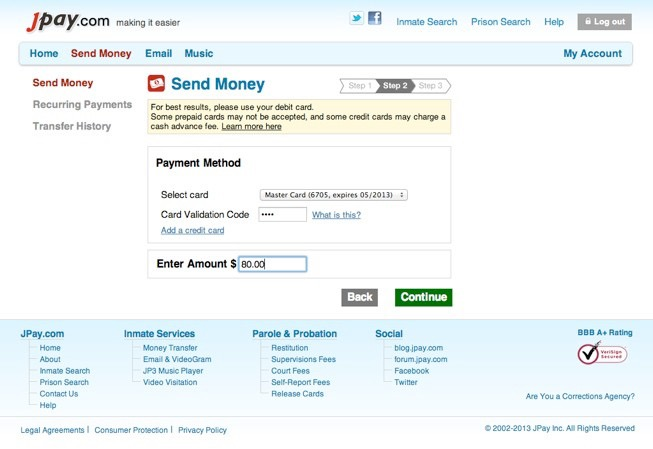 JPay.com making it easier
Inmate Search Prison Search Help Log out
Home Send Money Email Music My Account
Send Money
Recurring Payments
Transfer History
Send Money
Step 1 Step 2 Step 3
For best results, please use your debit card.
Some prepaid cards may not be accepted, and some credit cards may charge a
cash advance fee. Learn more here
Payment Method
Select card Master Card (6705, expires 05/2013)
Card Validation Code •••• What is this?
Add a credit card
Enter Amount $ 80.00
Back Continue
JPay.com
Home
About
Inmate Search
Prison Search
Contact Us
Help
Inmate Services
Money Transfer
Email & VideoGram
JP3 Music Player
Video Visitation
Parole & Probation
Restitution
Supervisions Fees
Court Fees
Self-Report Fees
Release Cards
Social
blog.jpay.com
forum.jpay.com
Facebook
Twitter
BBB A+ Rating
VeriSign
Secured
Are You a Corrections Agency?
Legal Agreements | Consumer Protection | Privacy Policy
© 2002-2013 JPay Inc. All Rights Reserved